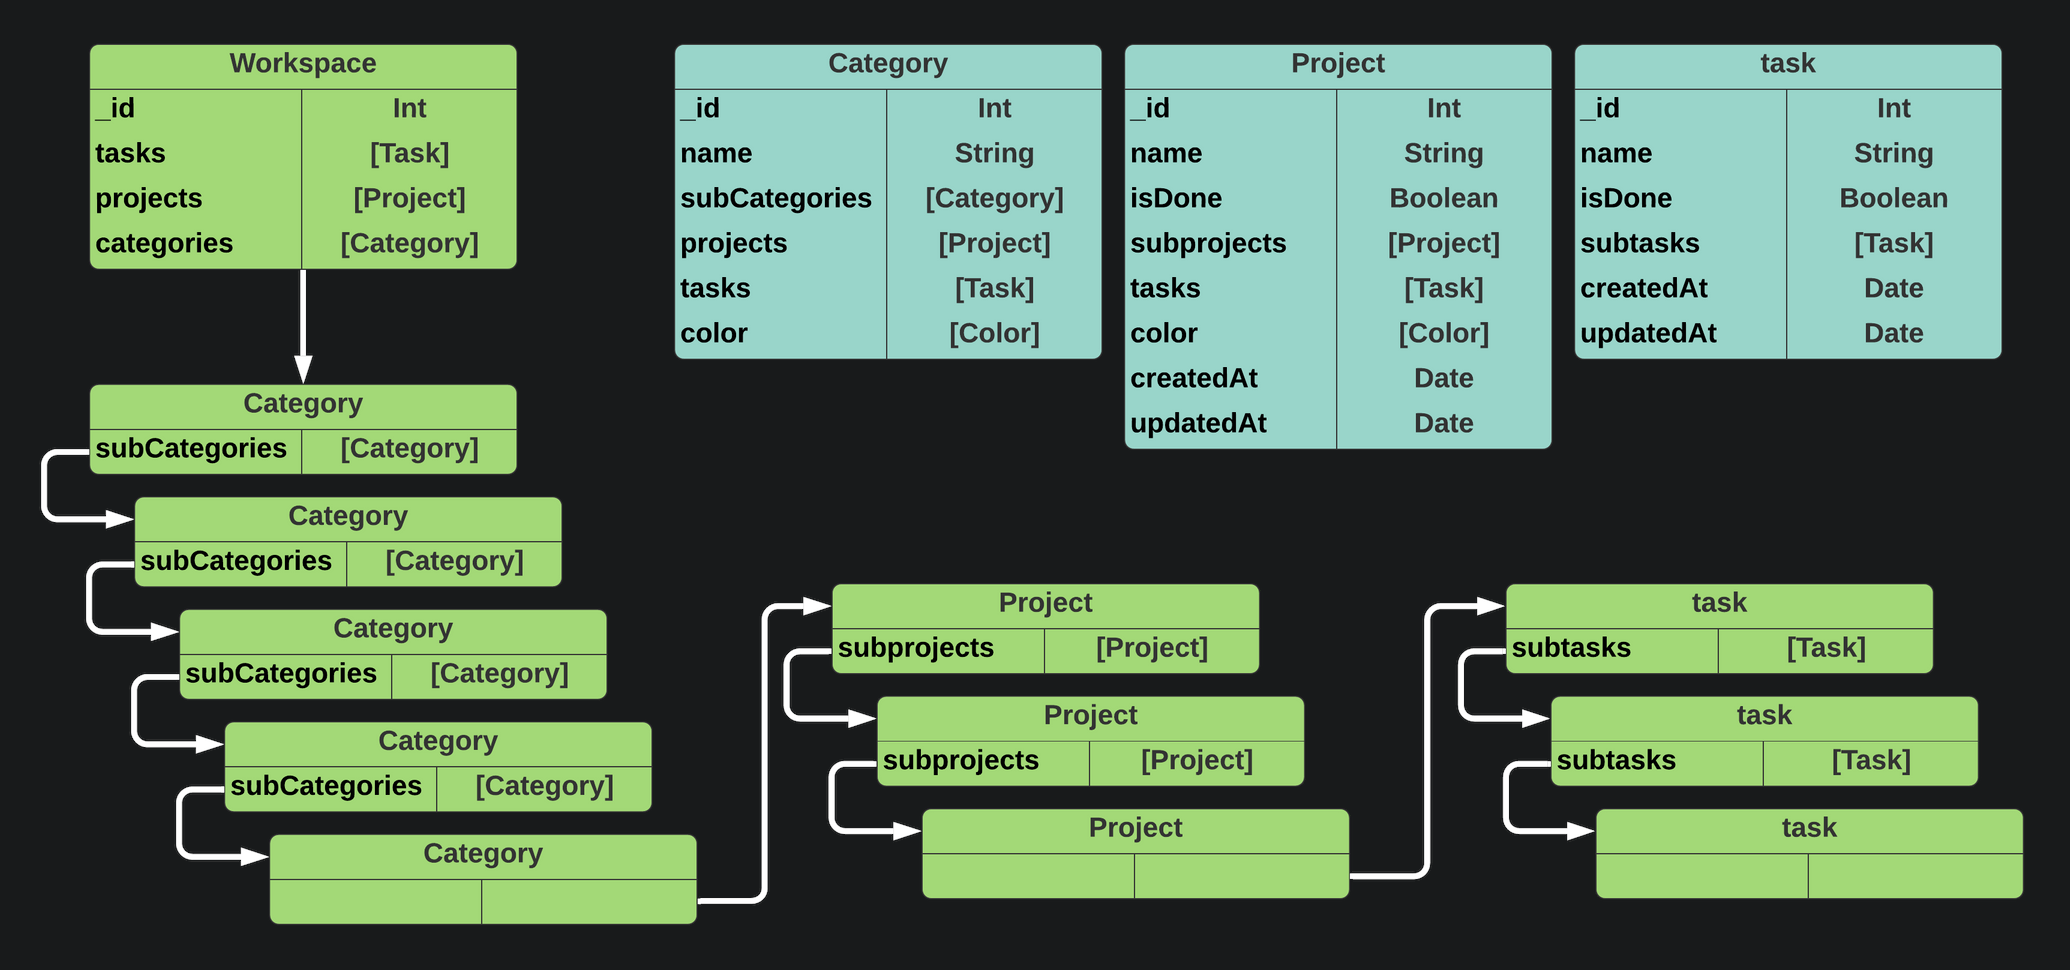 Workspace
_id Int
tasks [Task]
projects [Project]
categories [Category]
Category
_id Int
name String
subCategories [Category]
projects [Project]
tasks [Task]
color [Color]
Project
_id Int
name String
isDone Boolean
subprojects [Project]
tasks [Task]
color [Color]
createdAt Date
updatedAt Date
task
_id Int
name String
isDone Boolean
subtasks [Task]
createdAt Date
updatedAt Date
Category
subCategories [Category]
Category
subCategories [Category]
Category
subCategories [Category]
Category
subCategories [Category]
Category
Project
subprojects [Project]
Project
subprojects [Project]
Project
task
subtasks [Task]
task
subtasks [Task]
task